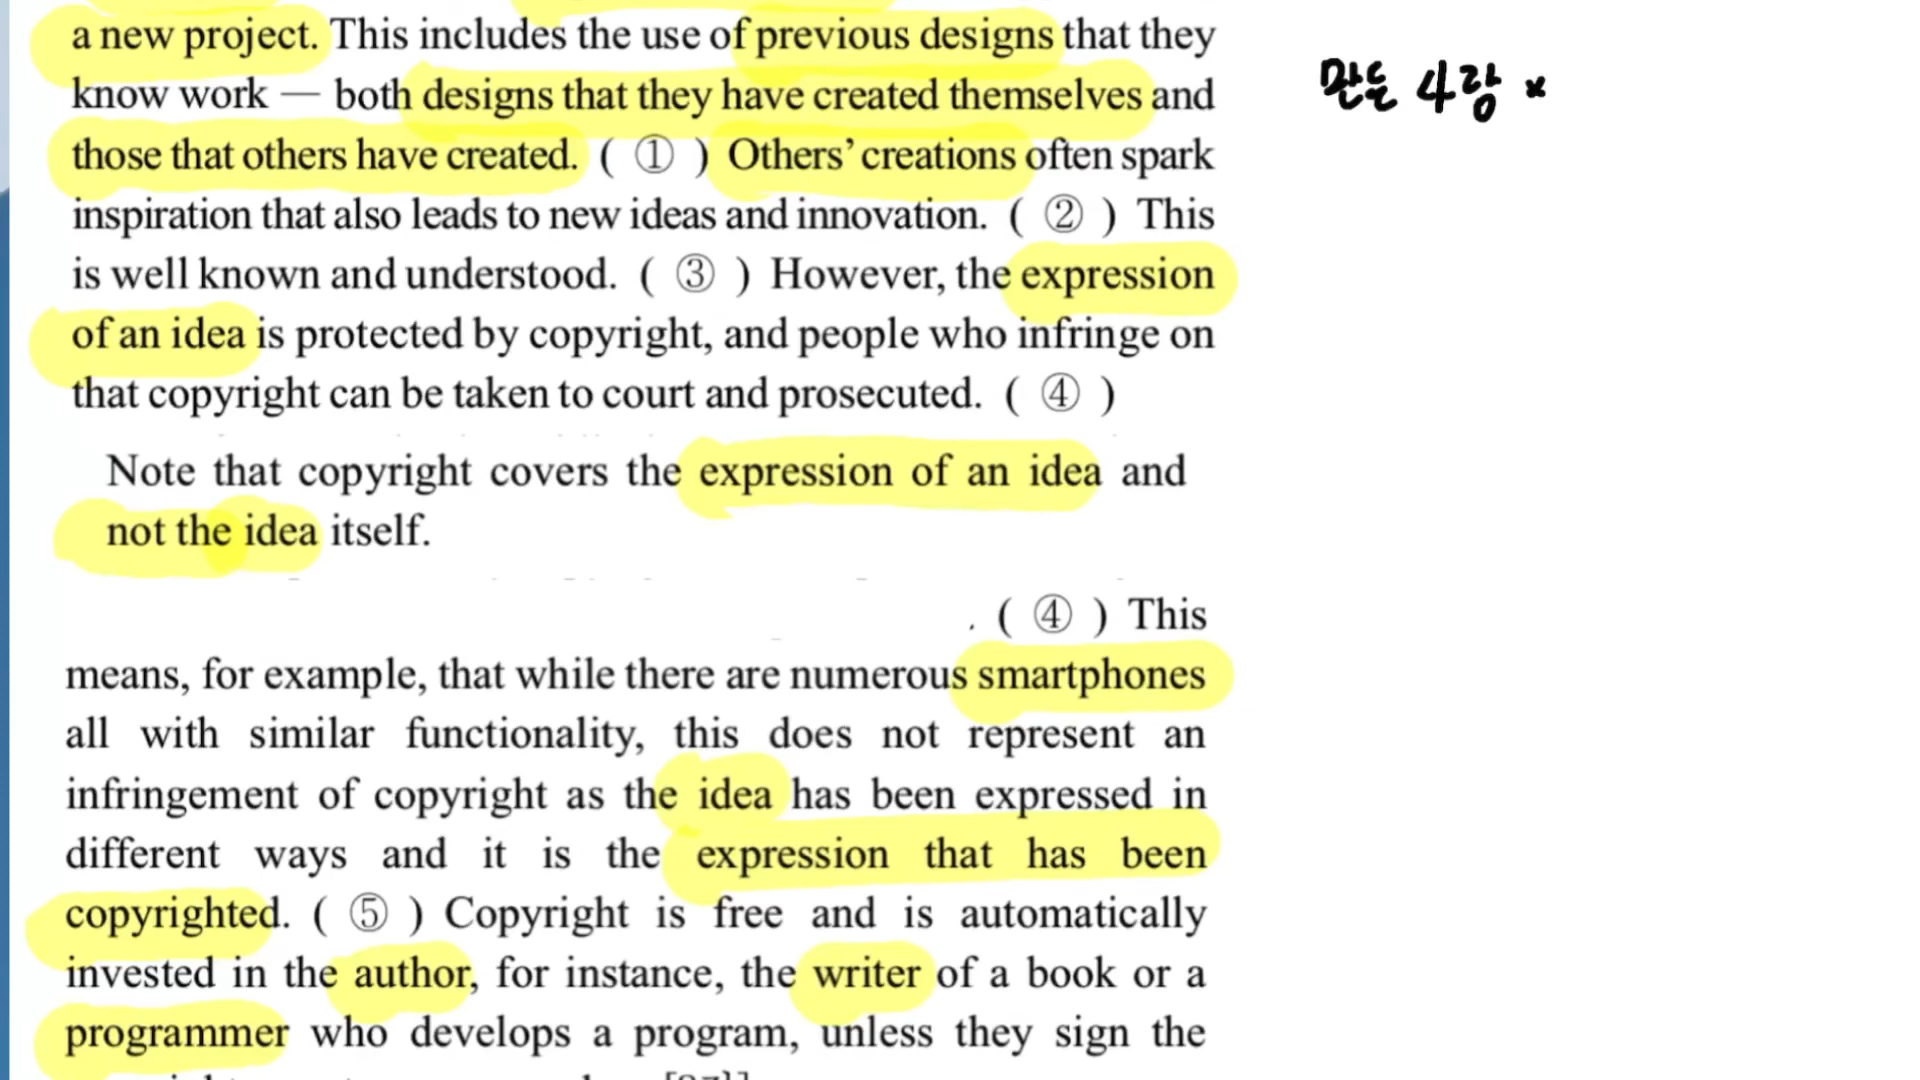 a new project. This includes the use of previous designs that they
know work — both designs that they have created themselves and
those that others have created. ( ① ) Others’ creations often spark
inspiration that also leads to new ideas and innovation. ( ② ) This
is well known and understood. ( ③ ) However, the expression
of an idea is protected by copyright, and people who infringe on
that copyright can be taken to court and prosecuted. ( ④ )
Note that copyright covers the expression of an idea and
not the idea itself.
. ( ④ ) This
means, for example, that while there are numerous smartphones
all with similar functionality, this does not represent an
infringement of copyright as the idea has been expressed in
different ways and it is the expression that has been
copyrighted. ( ⑤ ) Copyright is free and is automatically
invested in the author, for instance, the writer of a book or a
programmer who develops a program, unless they sign the
만든 4람 ×